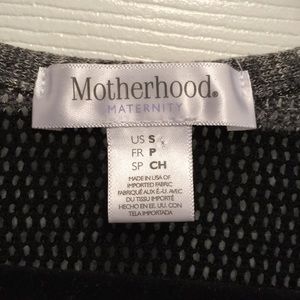 Motherhood®
MATERNITY
US S
FR P
SP CH
MADE IN USA OF
IMPORTED FABRIC
FABRIQUÉ AUX É.-U. AVEC
DU TISSU IMPORTÉ
HECHO EN EE. UU. CON
TELA IMPORTADA